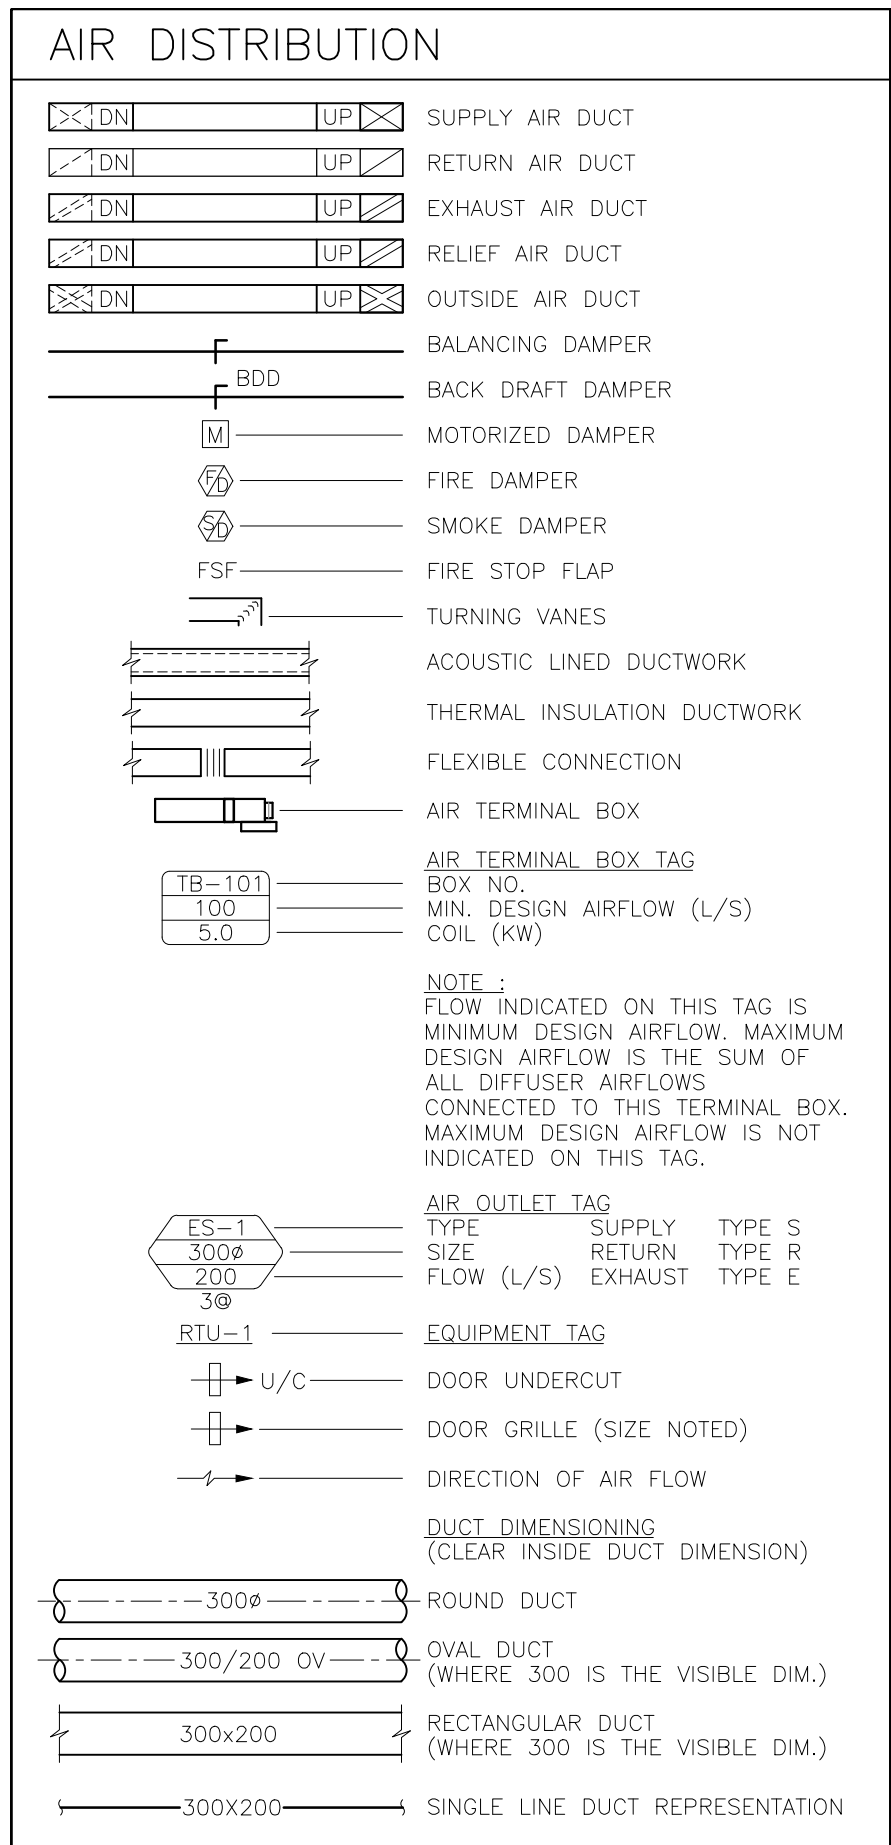 AIR DISTRIBUTION
DN UP SUPPLY AIR DUCT
DN UP RETURN AIR DUCT
DN UP EXHAUST AIR DUCT
DN UP RELIEF AIR DUCT
DN UP OUTSIDE AIR DUCT
BALANCING DAMPER
BDD BACK DRAFT DAMPER
M MOTORIZED DAMPER
F/D FIRE DAMPER
S/D SMOKE DAMPER
FSF FIRE STOP FLAP
TURNING VANES
ACOUSTIC LINED DUCTWORK
THERMAL INSULATION DUCTWORK
FLEXIBLE CONNECTION
AIR TERMINAL BOX
AIR TERMINAL BOX TAG
TB-101 BOX NO.
100 MIN. DESIGN AIRFLOW (L/S)
5.0 COIL (KW)
NOTE :
FLOW INDICATED ON THIS TAG IS
MINIMUM DESIGN AIRFLOW. MAXIMUM
DESIGN AIRFLOW IS THE SUM OF
ALL DIFFUSER AIRFLOWS
CONNECTED TO THIS TERMINAL BOX.
MAXIMUM DESIGN AIRFLOW IS NOT
INDICATED ON THIS TAG.
AIR OUTLET TAG
ES-1 TYPE SUPPLY TYPE S
300ø SIZE RETURN TYPE R
200 FLOW (L/S) EXHAUST TYPE E
3@
RTU-1 EQUIPMENT TAG
U/C DOOR UNDERCUT
DOOR GRILLE (SIZE NOTED)
DIRECTION OF AIR FLOW
DUCT DIMENSIONING
(CLEAR INSIDE DUCT DIMENSION)
300ø ROUND DUCT
300/200 OV OVAL DUCT
(WHERE 300 IS THE VISIBLE DIM.)
300x200 RECTANGULAR DUCT
(WHERE 300 IS THE VISIBLE DIM.)
300X200 SINGLE LINE DUCT REPRESENTATION